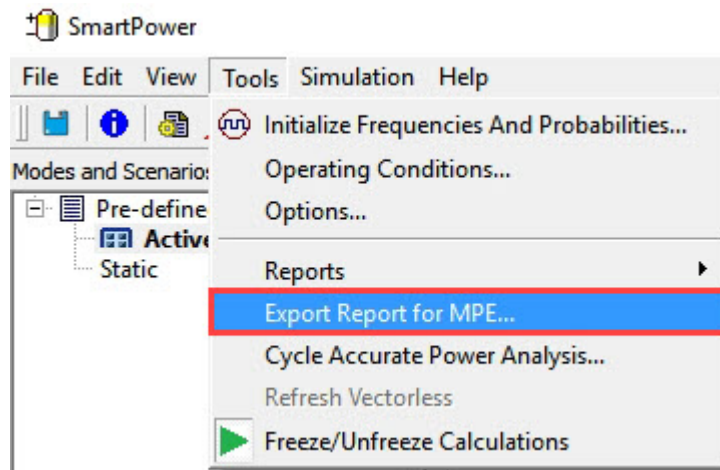 SmartPower
File Edit View Tools Simulation Help
Initialize Frequencies And Probabilities...
Modes and Scenarios
Operating Conditions...
Pre-define
Options...
Active
Static
Reports
Export Report for MPE...
Cycle Accurate Power Analysis...
Refresh Vectorless
Freeze/Unfreeze Calculations